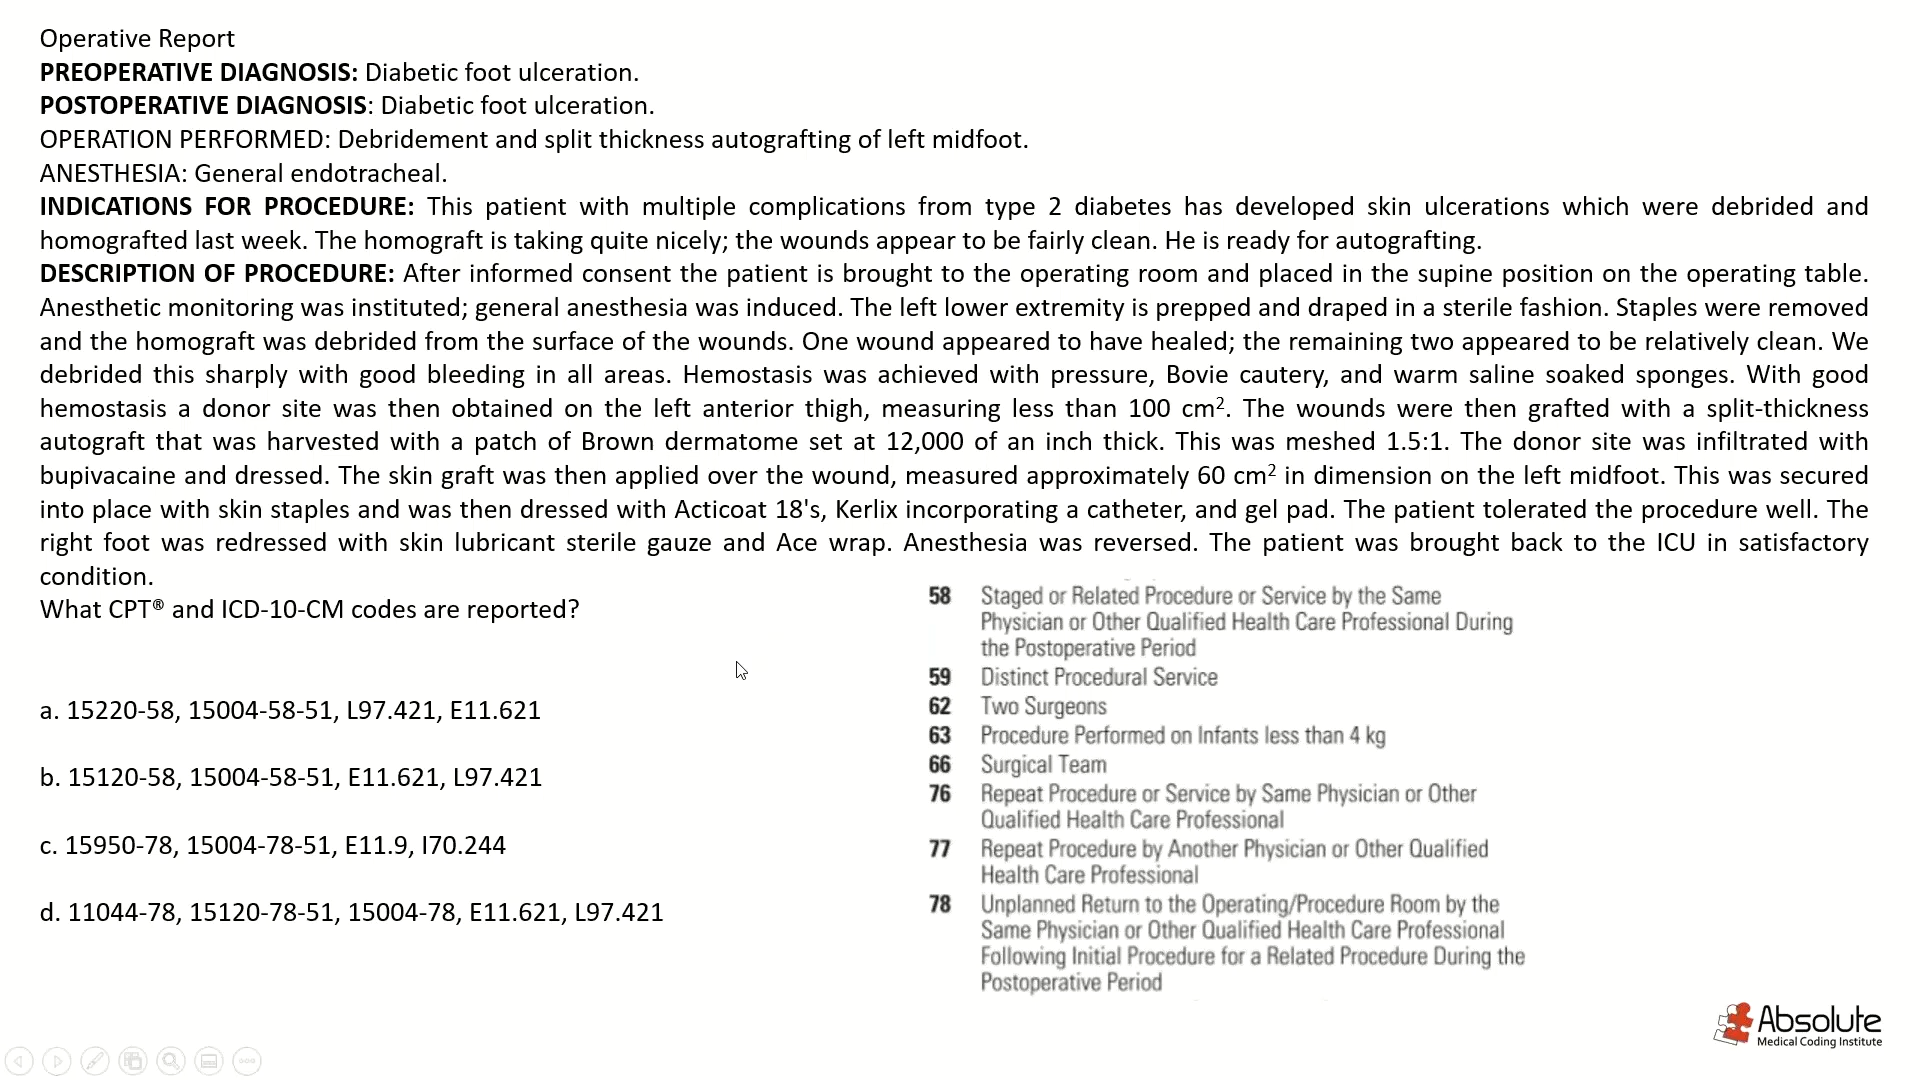 Operative Report
PREOPERATIVE DIAGNOSIS: Diabetic foot ulceration.
POSTOPERATIVE DIAGNOSIS: Diabetic foot ulceration.
OPERATION PERFORMED: Debridement and split thickness autografting of left midfoot.
ANESTHESIA: General endotracheal.
INDICATIONS FOR PROCEDURE: This patient with multiple complications from type 2 diabetes has developed skin ulcerations which were debrided and
homografted last week. The homograft is taking quite nicely; the wounds appear to be fairly clean. He is ready for autografting.
DESCRIPTION OF PROCEDURE: After informed consent the patient is brought to the operating room and placed in the supine position on the operating table.
Anesthetic monitoring was instituted; general anesthesia was induced. The left lower extremity is prepped and draped in a sterile fashion. Staples were removed
and the homograft was debrided from the surface of the wounds. One wound appeared to have healed; the remaining two appeared to be relatively clean. We
debrided this sharply with good bleeding in all areas. Hemostasis was achieved with pressure, Bovie cautery, and warm saline soaked sponges. With good
hemostasis a donor site was then obtained on the left anterior thigh, measuring less than 100 cm². The wounds were then grafted with a split-thickness
autograft that was harvested with a patch of Brown dermatome set at 12,000 of an inch thick. This was meshed 1.5:1. The donor site was infiltrated with
bupivacaine and dressed. The skin graft was then applied over the wound, measured approximately 60 cm² in dimension on the left midfoot. This was secured
into place with skin staples and was then dressed with Acticoat 18's, Kerlix incorporating a catheter, and gel pad. The patient tolerated the procedure well. The
right foot was redressed with skin lubricant sterile gauze and Ace wrap. Anesthesia was reversed. The patient was brought back to the ICU in satisfactory
condition.
What CPT® and ICD-10-CM codes are reported?
a. 15220-58, 15004-58-51, L97.421, E11.621
b. 15120-58, 15004-58-51, E11.621, L97.421
c. 15950-78, 15004-78-51, E11.9, I70.244
d. 11044-78, 15120-78-51, 15004-78, E11.621, L97.421
58 Staged or Related Procedure or Service by the Same
Physician or Other Qualified Health Care Professional During
the Postoperative Period
59 Distinct Procedural Service
62 Two Surgeons
63 Procedure Performed on Infants less than 4 kg
66 Surgical Team
76 Repeat Procedure or Service by Same Physician or Other
Qualified Health Care Professional
77 Repeat Procedure by Another Physician or Other Qualified
Health Care Professional
78 Unplanned Return to the Operating/Procedure Room by the
Same Physician or Other Qualified Health Care Professional
Following Initial Procedure for a Related Procedure During the
Postoperative Period
Absolute
Medical Coding Institute